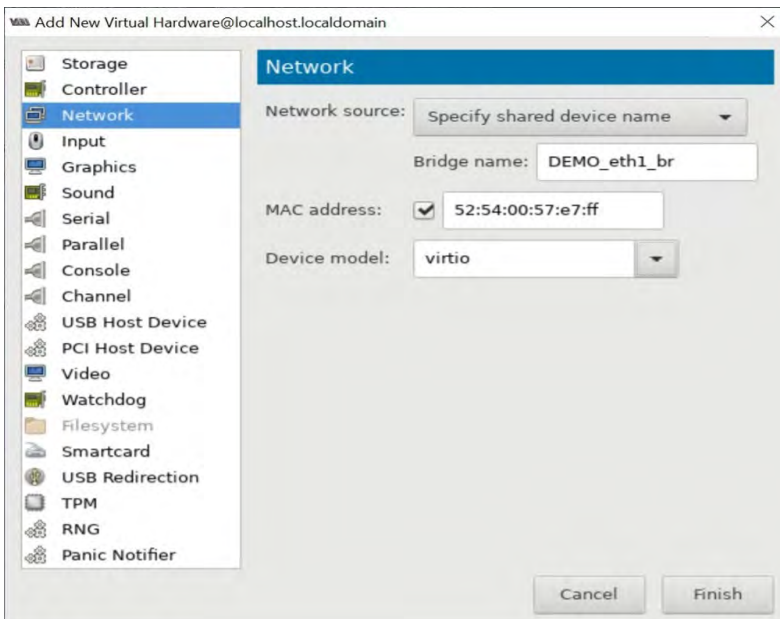 Add New Virtual Hardware@localhost.localdomain
Storage
Controller
Network
Input
Graphics
Sound
Serial
Parallel
Console
Channel
USB Host Device
PCI Host Device
Video
Watchdog
Filesystem
Smartcard
USB Redirection
TPM
RNG
Panic Notifier
Network
Network source: Specify shared device name
Bridge name: DEMO_eth1_br
MAC address: 52:54:00:57:e7:ff
Device model: virtio
Cancel Finish